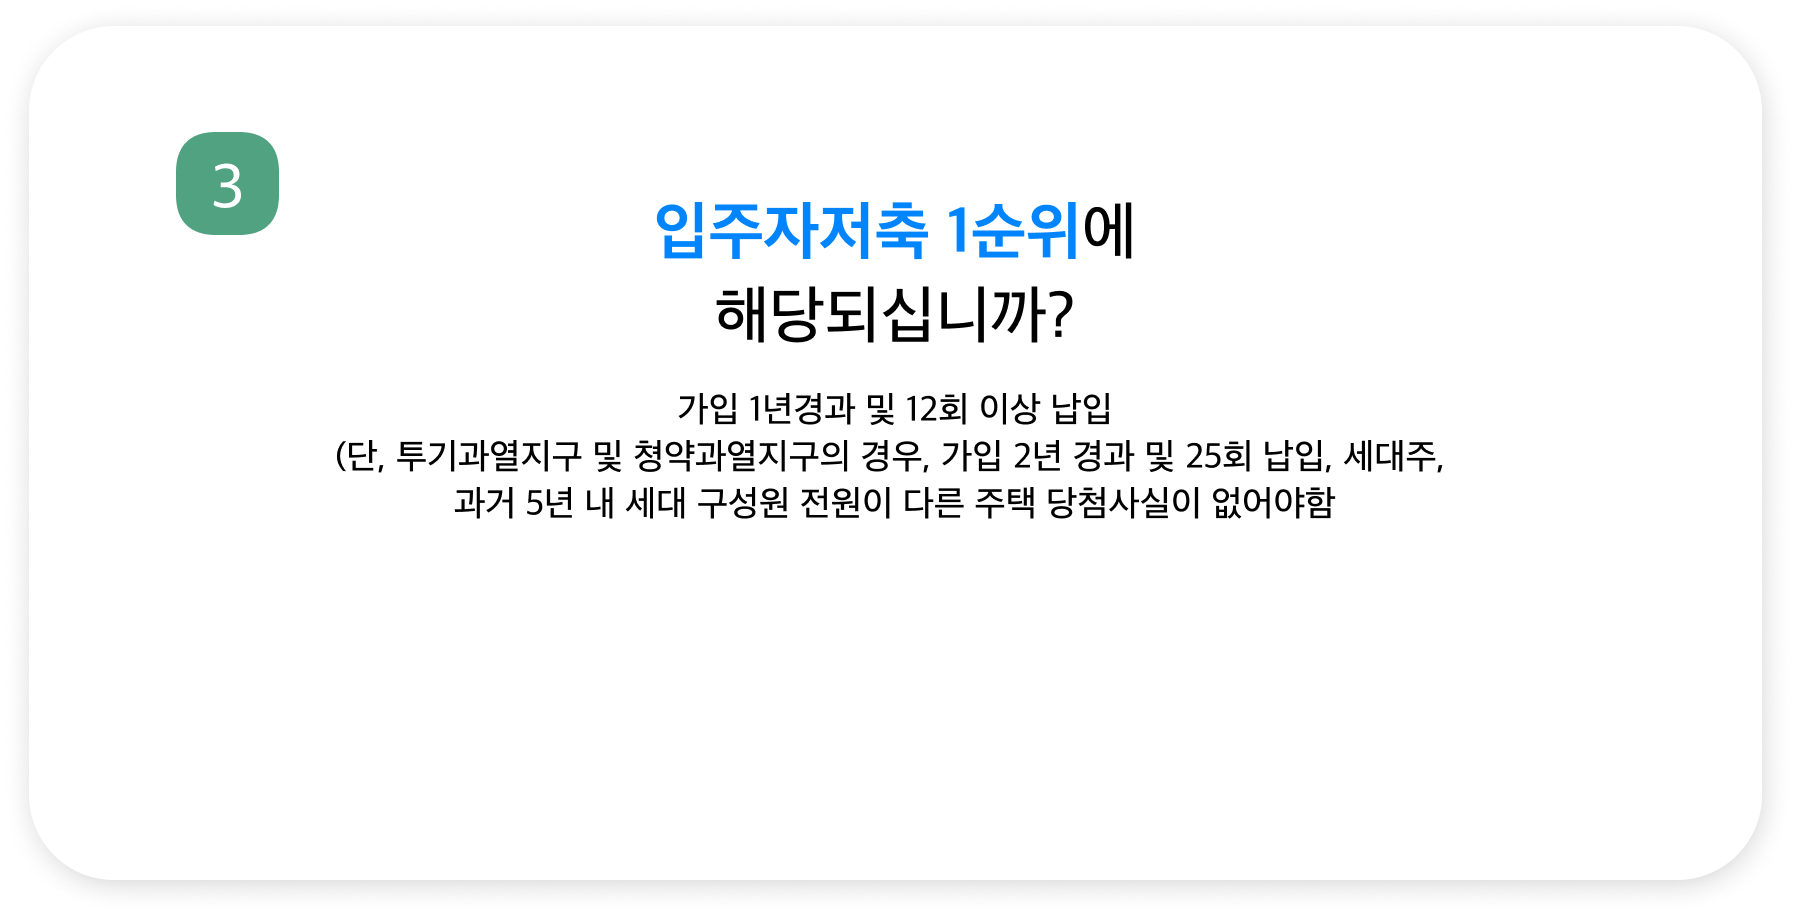 3
입주자저축 1순위에
해당되십니까?
가입 1년경과 및 12회 이상 납입
(단, 투기과열지구 및 청약과열지구의 경우, 가입 2년 경과 및 25회 납입, 세대주,
과거 5년 내 세대 구성원 전원이 다른 주택 당첨사실이 없어야함